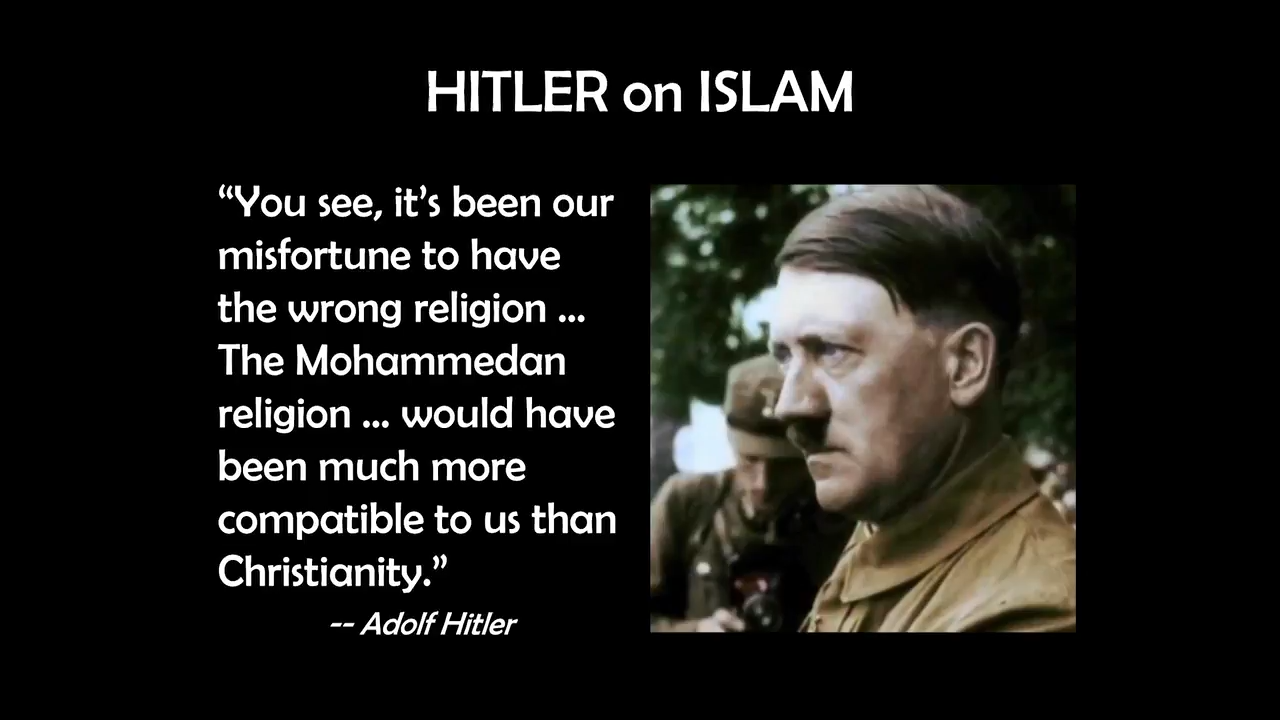 HITLER on ISLAM
“You see, it’s been our
misfortune to have
the wrong religion ...
The Mohammedan
religion ... would have
been much more
compatible to us than
Christianity.”
-- Adolf Hitler